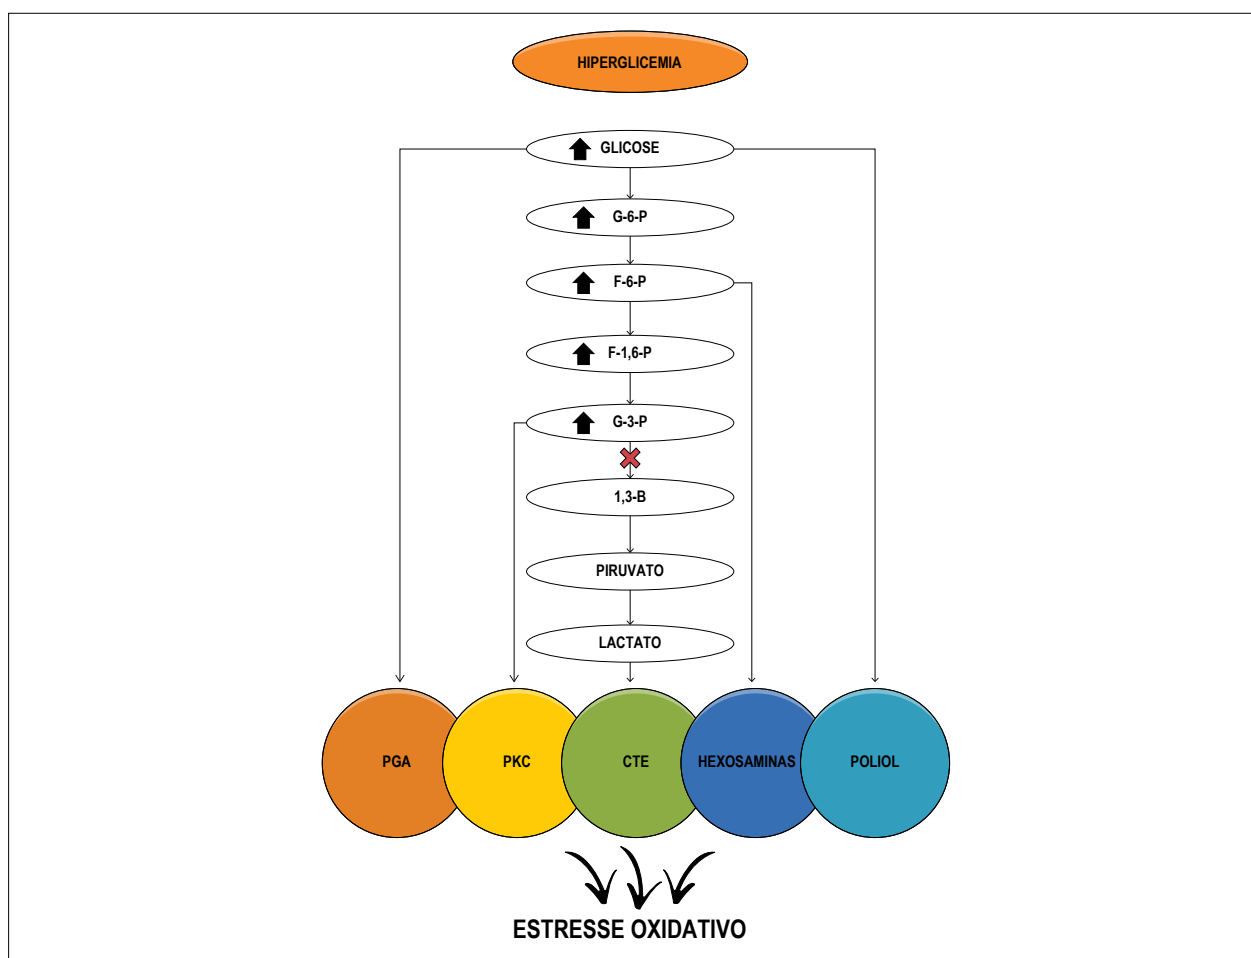 HIPERGLICEMIA
GLICOSE
G-6-P
F-6-P
F-1,6-P
G-3-P
1,3-B
PIRUVATO
LACTATO
PGA
PKC
CTE
HEXOSAMINAS
POLIOL
ESTRESSE OXIDATIVO